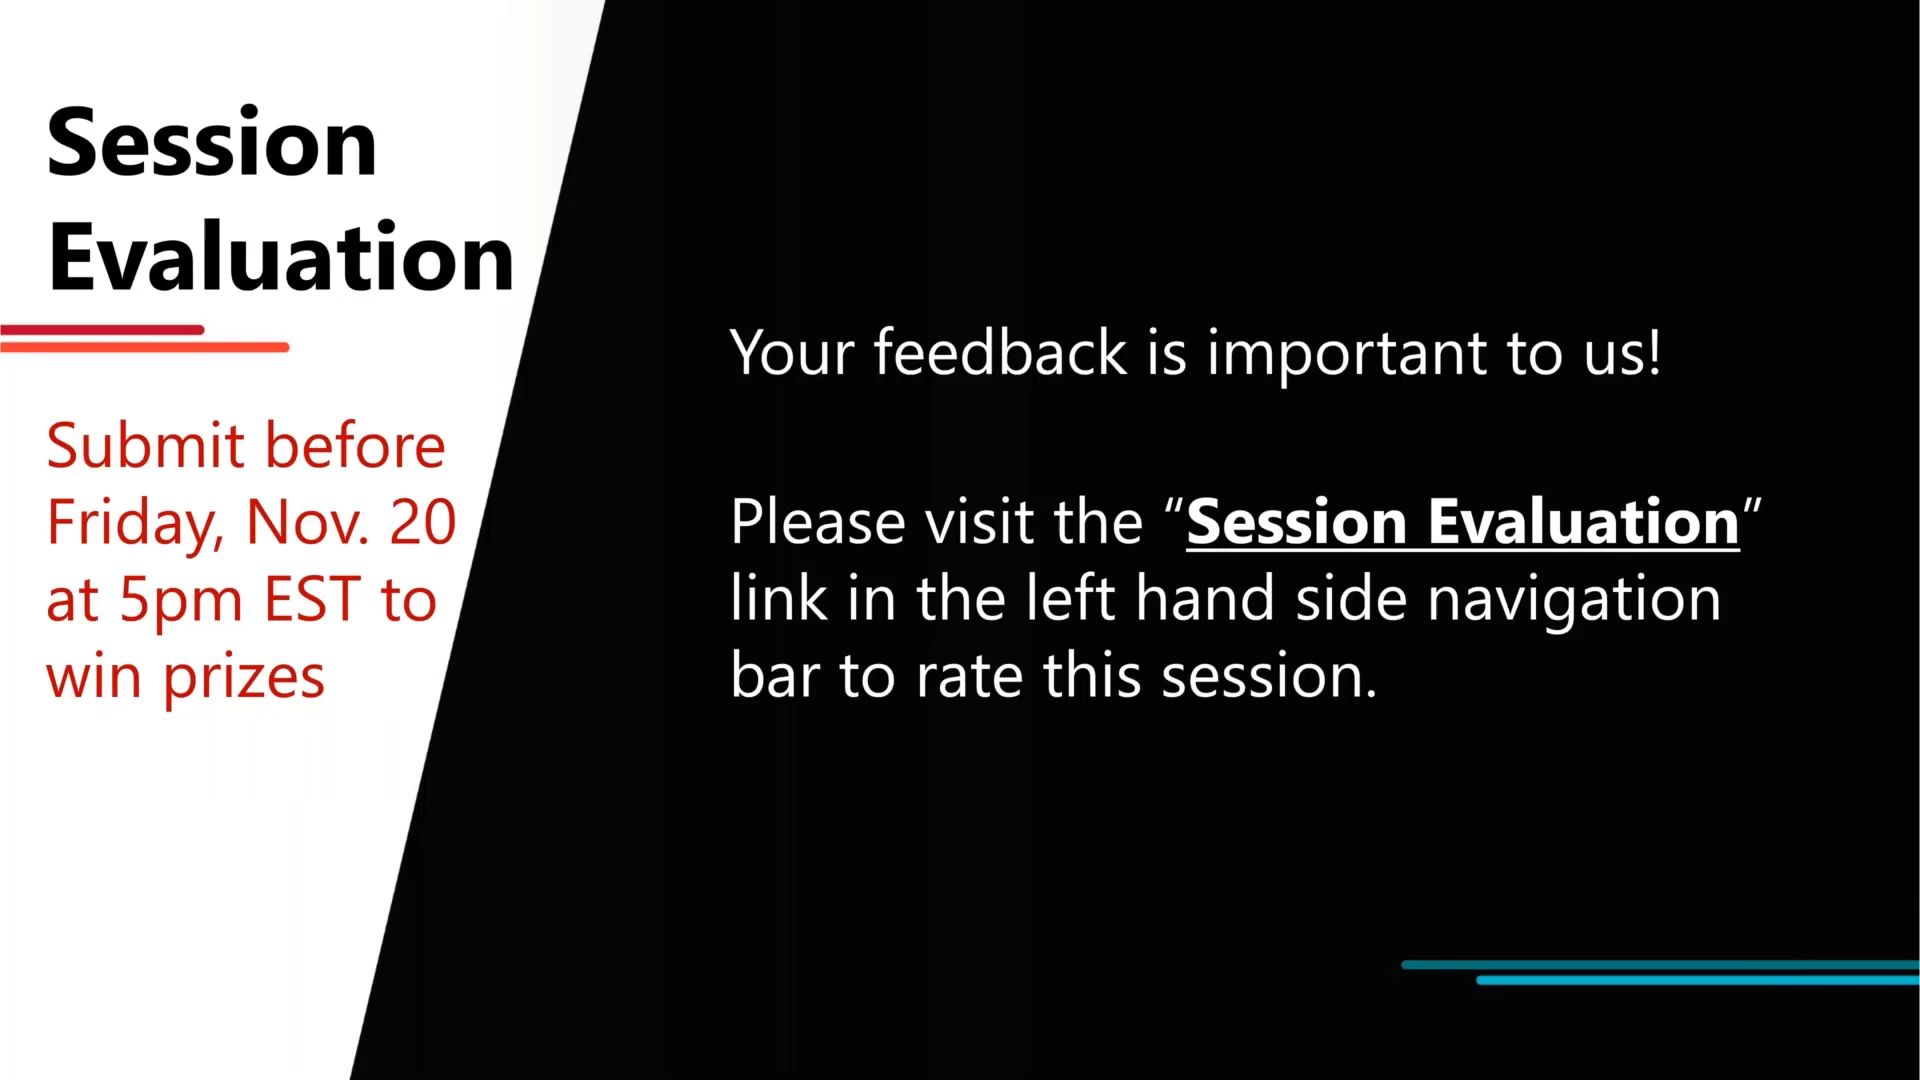 Session
Evaluation
Submit before
Friday, Nov. 20
at 5pm EST to
win prizes
Your feedback is important to us!
Please visit the “Session Evaluation”
link in the left hand side navigation
bar to rate this session.